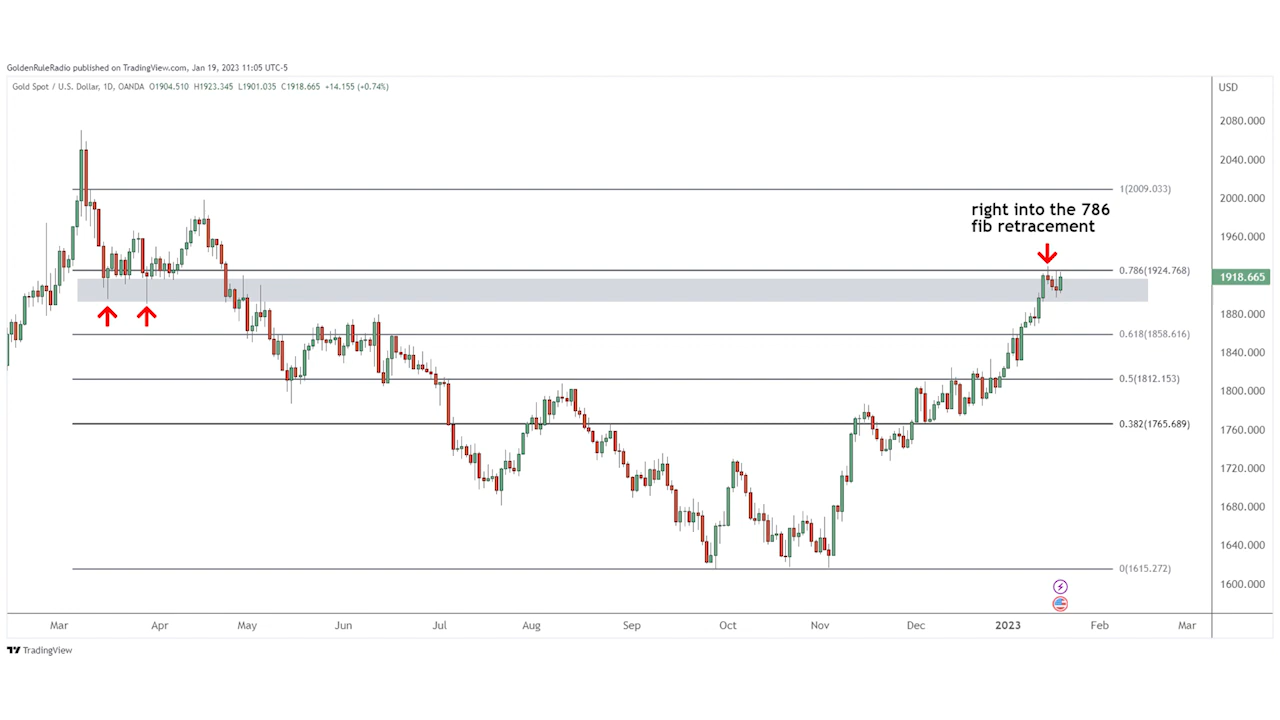 GoldenRuleRadio published on TradingView.com, Jan 19, 2023 11:05 UTC-5
Gold Spot / U.S. Dollar, 1D, OANDA O1904.510 H1923.345 L1901.035 C1918.665 +14.155 (+0.74%)
USD
2080.000
2040.000
2000.000
1960.000
1918.665
1880.000
1840.000
1800.000
1760.000
1720.000
1680.000
1640.000
1600.000
1(2009.033)
right into the 786
fib retracement
0.786(1924.768)
0.618(1858.616)
0.5(1812.153)
0.382(1765.689)
0(1615.272)
Mar Apr May Jun Jul Aug Sep Oct Nov Dec 2023 Feb Mar
TradingView